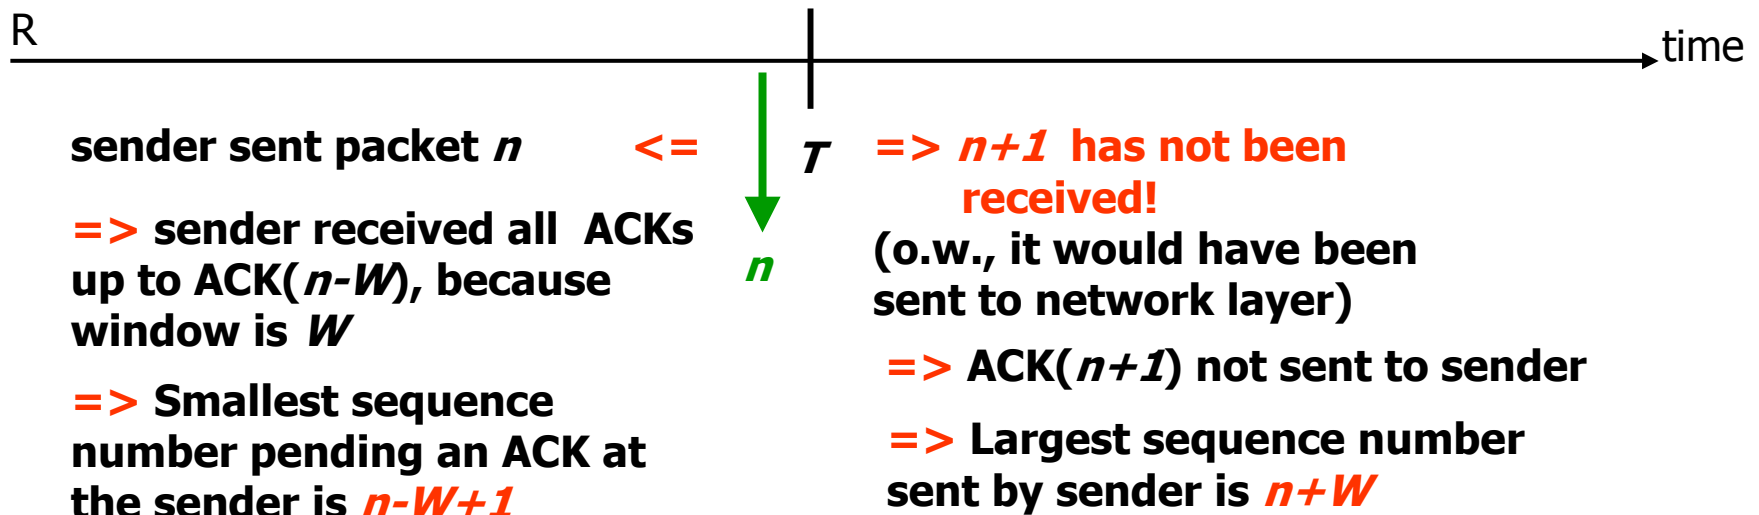 R
time
sender sent packet n <=
T
=> n+1 has not been
received!
=> sender received all ACKs
up to ACK(n-W), because
window is W
n
(o.w., it would have been
sent to network layer)
=> ACK(n+1) not sent to sender
=> Smallest sequence
number pending an ACK at
the sender is n-W+1
=> Largest sequence number
sent by sender is n+W